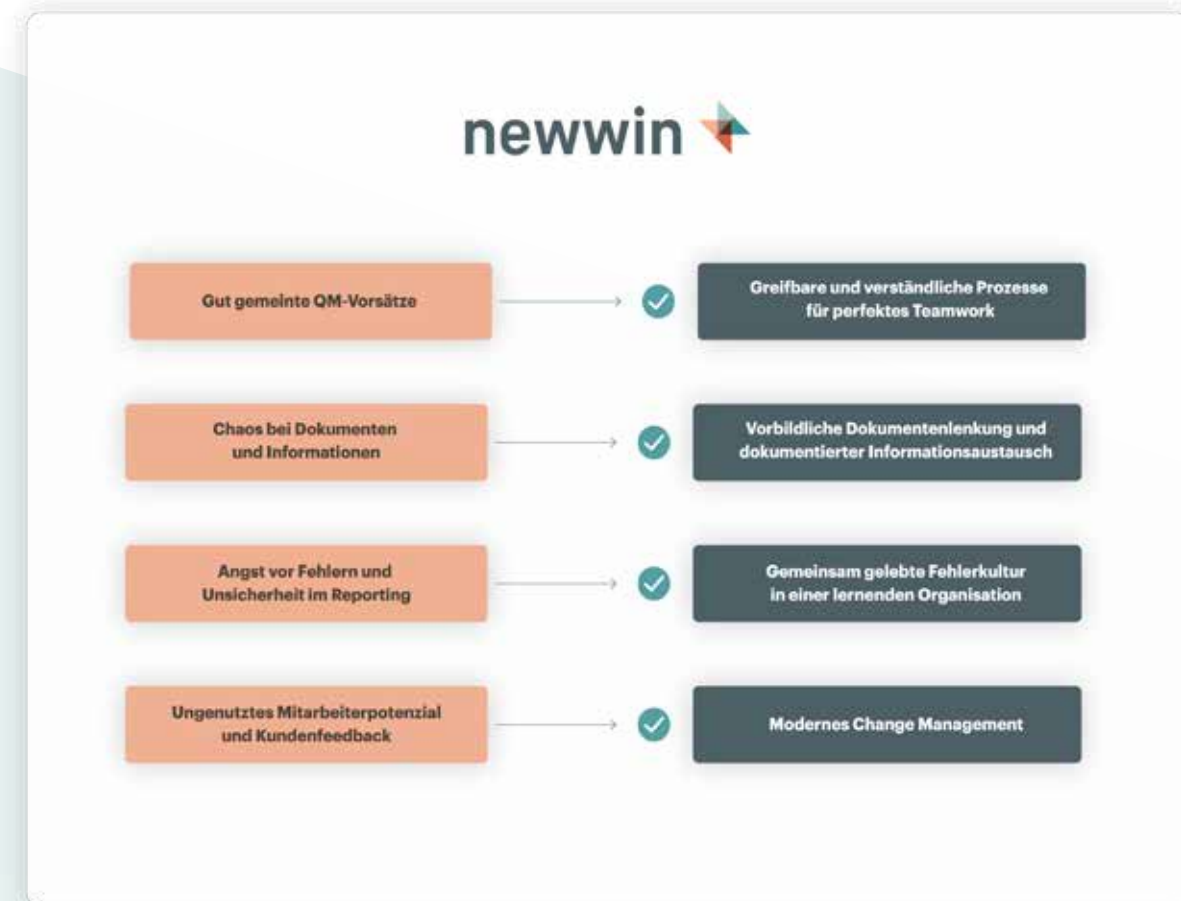 newwin
Gut gemeinte QM-Vorsätze
Greifbare und verständliche Prozesse
für perfektes Teamwork
Chaos bei Dokumenten
und Informationen
Vorbildliche Dokumentenlenkung und
dokumentierter Informationsaustausch
Angst vor Fehlern und
Unsicherheit im Reporting
Gemeinsam gelebte Fehlerkultur
in einer lernenden Organisation
Ungenutztes Mitarbeiterpotenzial
und Kundenfeedback
Modernes Change Management